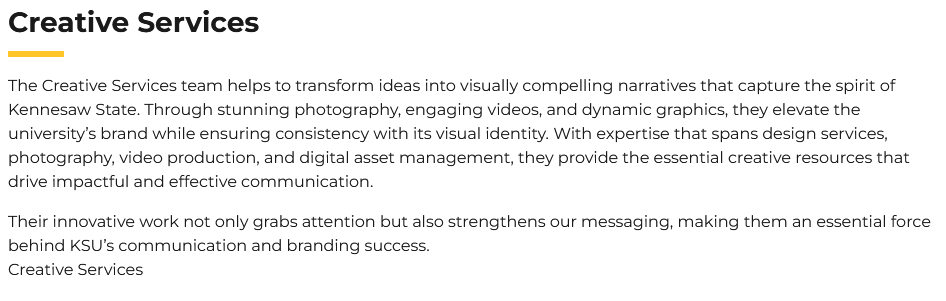 Creative Services
The Creative Services team helps to transform ideas into visually compelling narratives that capture the spirit of
Kennesaw State. Through stunning photography, engaging videos, and dynamic graphics, they elevate the
university’s brand while ensuring consistency with its visual identity. With expertise that spans design services,
photography, video production, and digital asset management, they provide the essential creative resources that
drive impactful and effective communication.
Their innovative work not only grabs attention but also strengthens our messaging, making them an essential force
behind KSU’s communication and branding success.
Creative Services